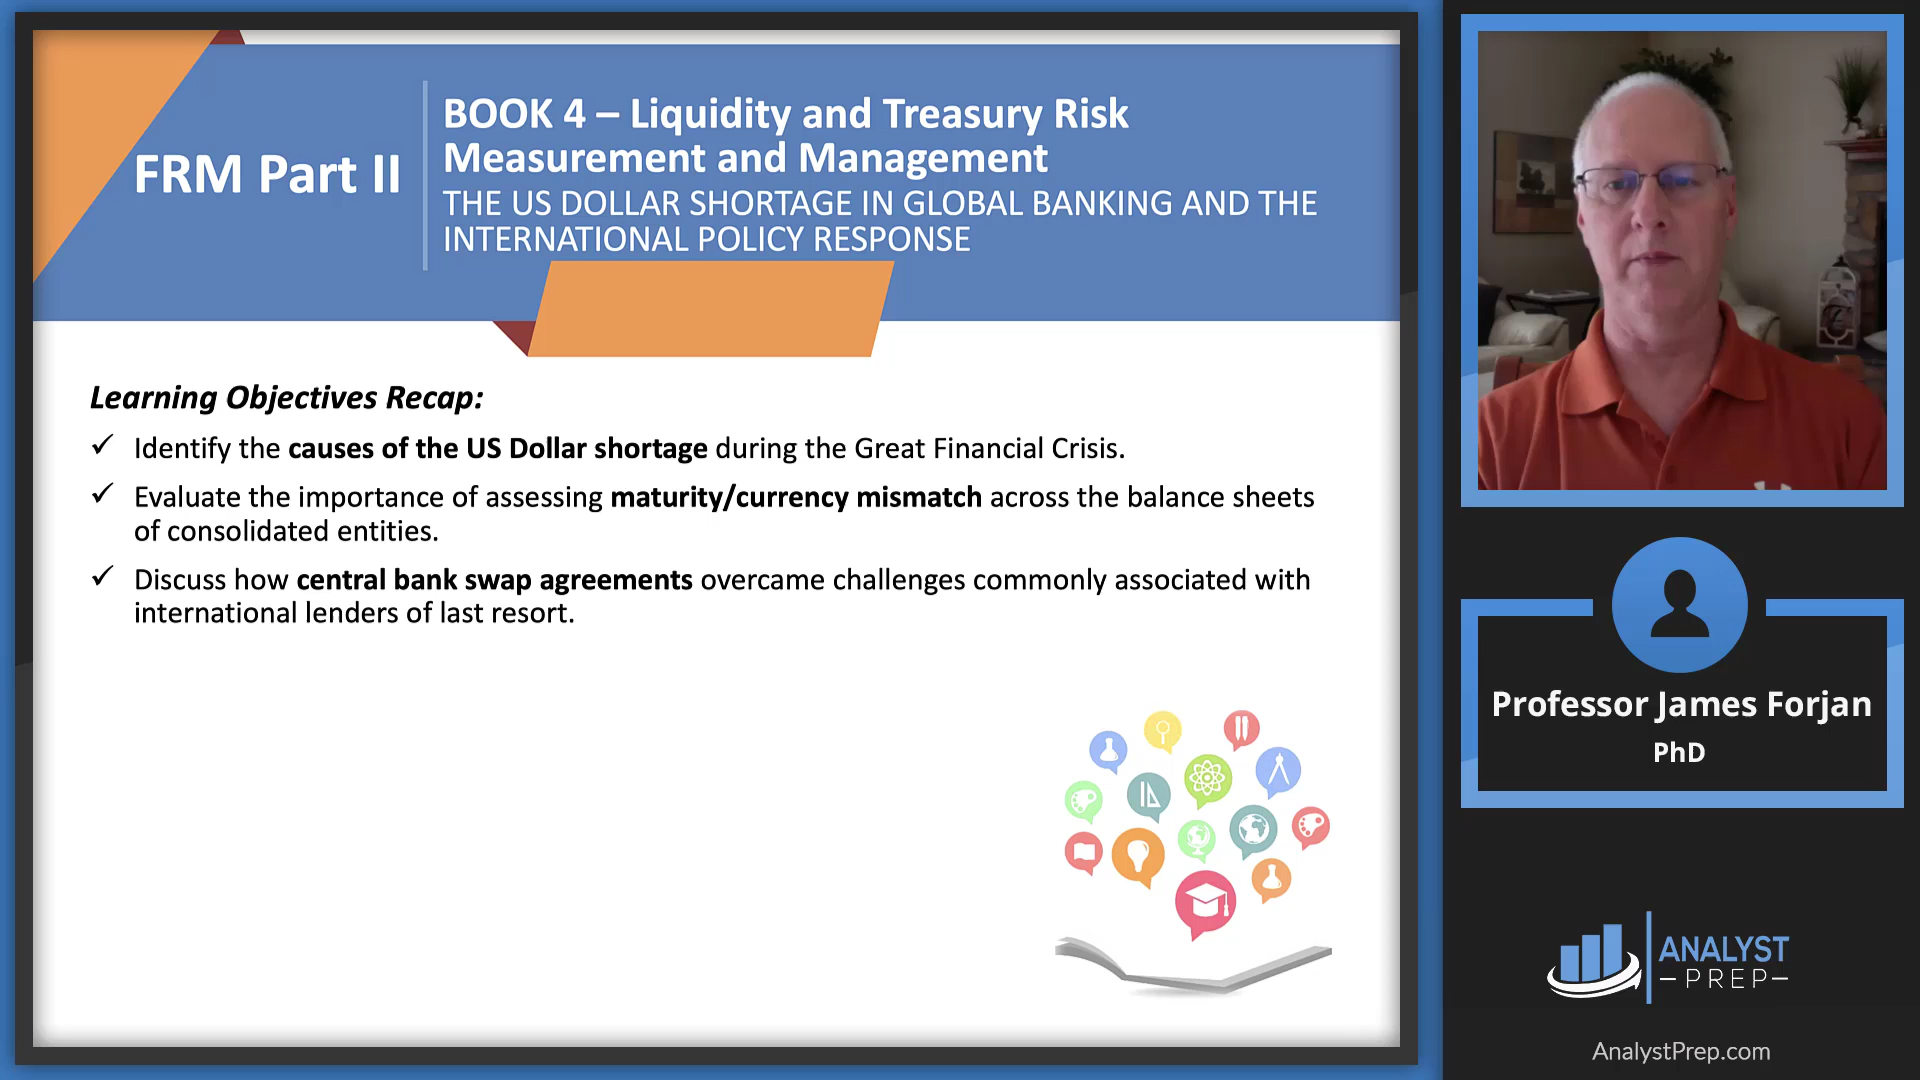 FRM Part II
BOOK 4 – Liquidity and Treasury Risk
Measurement and Management
THE US DOLLAR SHORTAGE IN GLOBAL BANKING AND THE
INTERNATIONAL POLICY RESPONSE
Learning Objectives Recap:
✓ Identify the causes of the US Dollar shortage during the Great Financial Crisis.
✓ Evaluate the importance of assessing maturity/currency mismatch across the balance sheets
of consolidated entities.
✓ Discuss how central bank swap agreements overcame challenges commonly associated with
international lenders of last resort.
Professor James Forjan
PhD
ANALYST
PREP
AnalystPrep.com